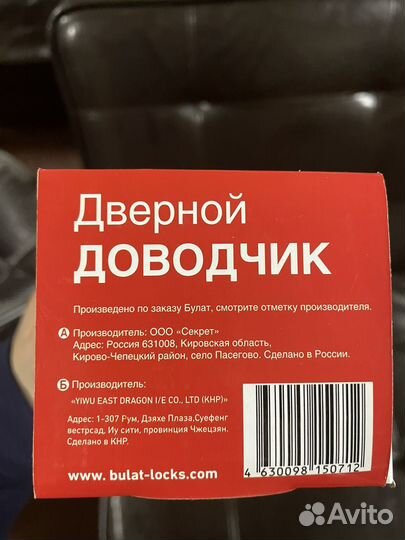 Дверной
ДОВОДЧИК
Произведено по заказу Булат, смотрите отметку производителя.
А Производитель: ООО «Секрет»
Адрес: Россия 631008, Кировская область,
Кирово-Чепецкий район, село Пасегово. Сделано в России.
Б Производитель:
«YIWU EAST DRAGON I/E CO., LTD (КНР)»
Адрес: 1-307 Рум, Дзяхе Плаза,Суефенг
вестрсад, Иу сити, провинция Чжецзян.
Сделано в КНР.
www.bulat-locks.com
4 630098 150712
Avito